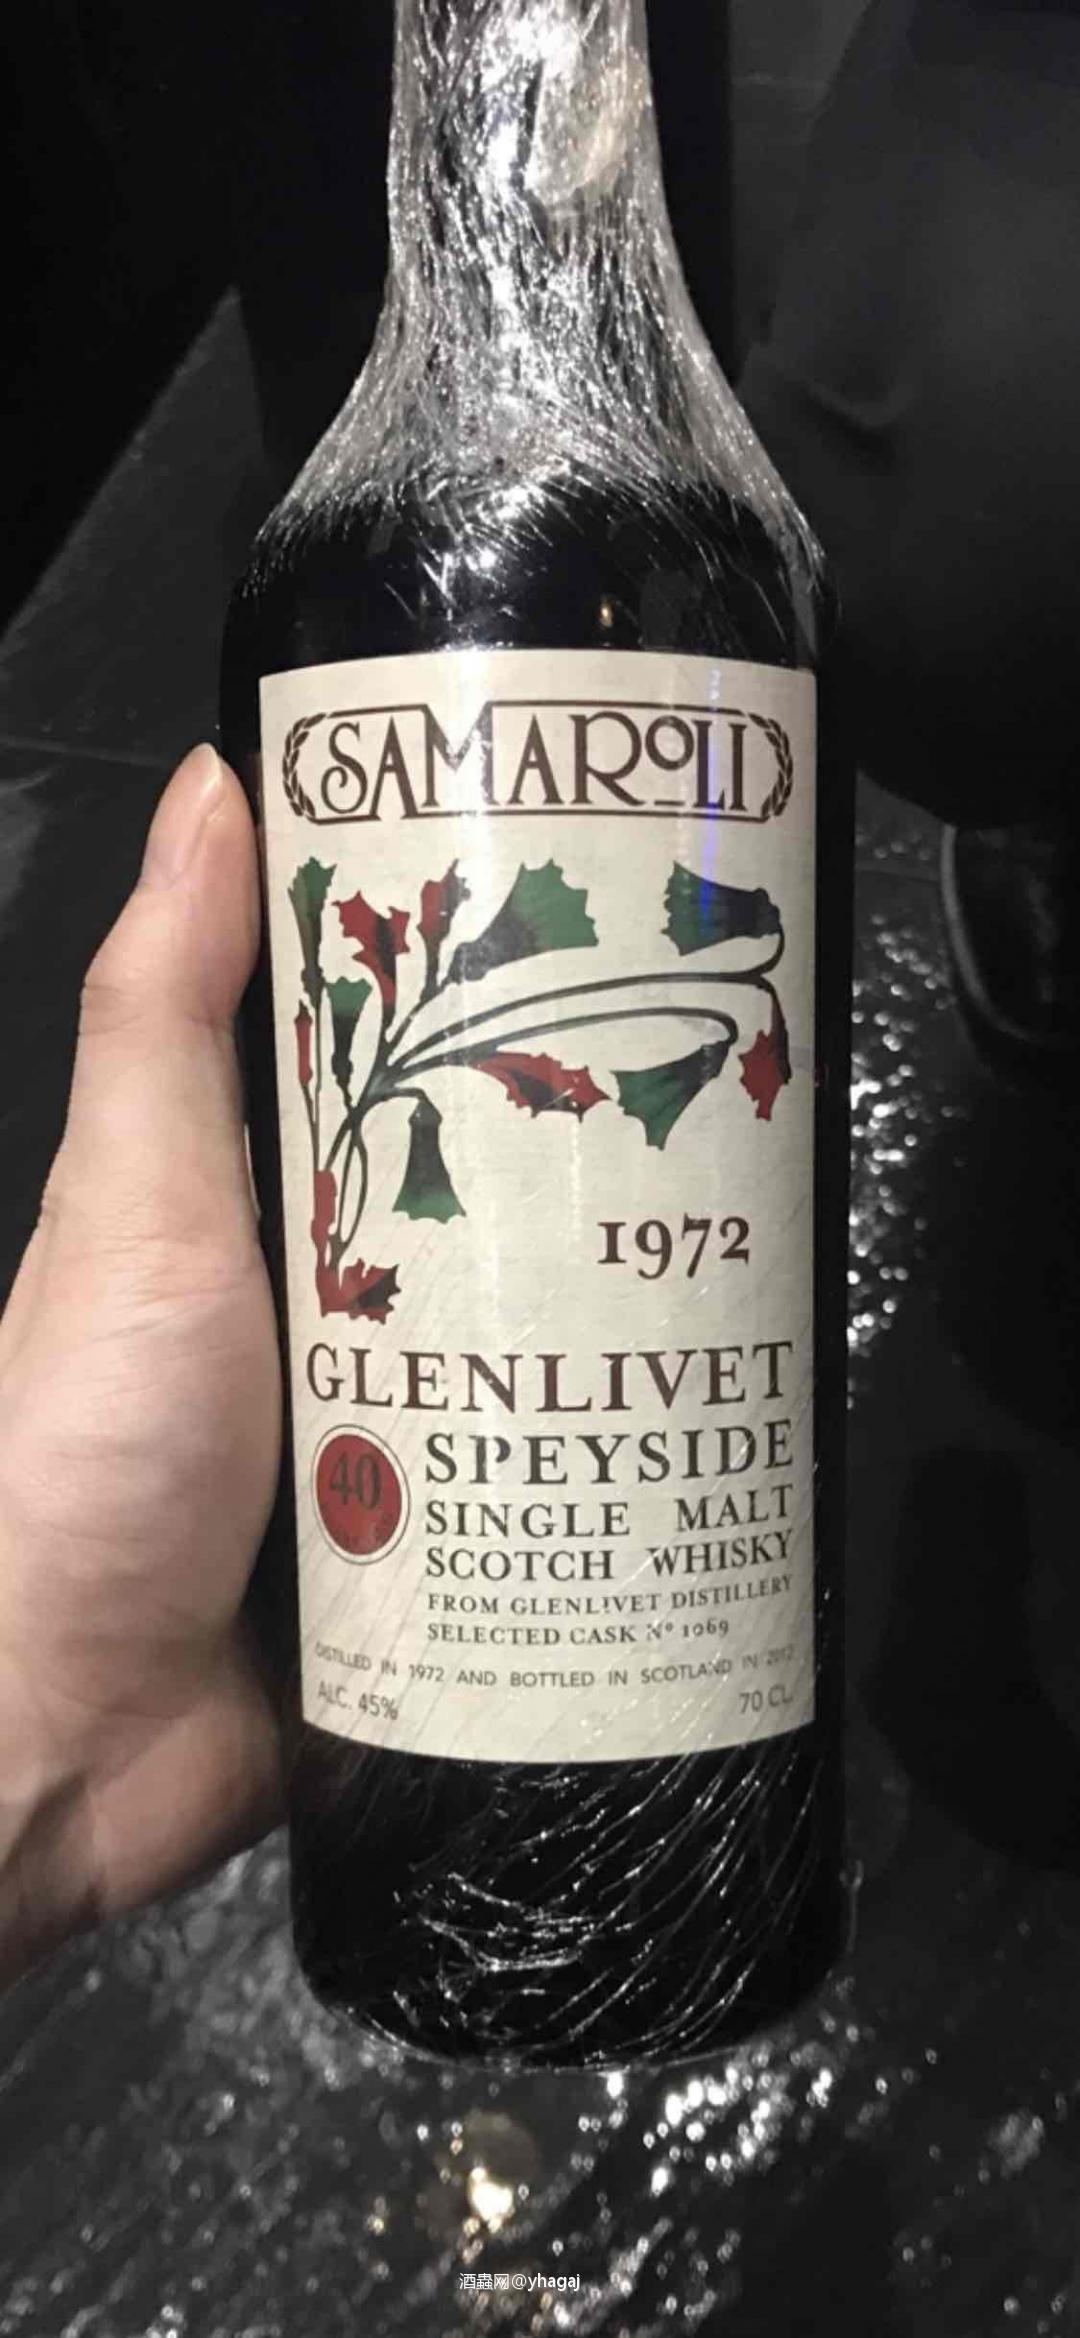 SAMAROLI
1972
GLENLIVET
40
SPEYSIDE
SINGLE MALT
SCOTCH WHISKY
FROM GLENLIVET DISTILLERY
SELECTED CASK Nº 1069
DISTILLED IN 1972 AND BOTTLED IN SCOTLAND IN 2012
ALC. 45% 70 CL
酒蟲网@yhagaj